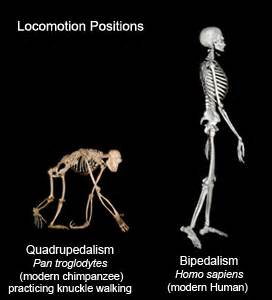 Locomotion Positions
Quadrupedalism
Pan troglodytes
(modern chimpanzee)
practicing knuckle walking
Bipedalism
Homo sapiens
(modern Human)